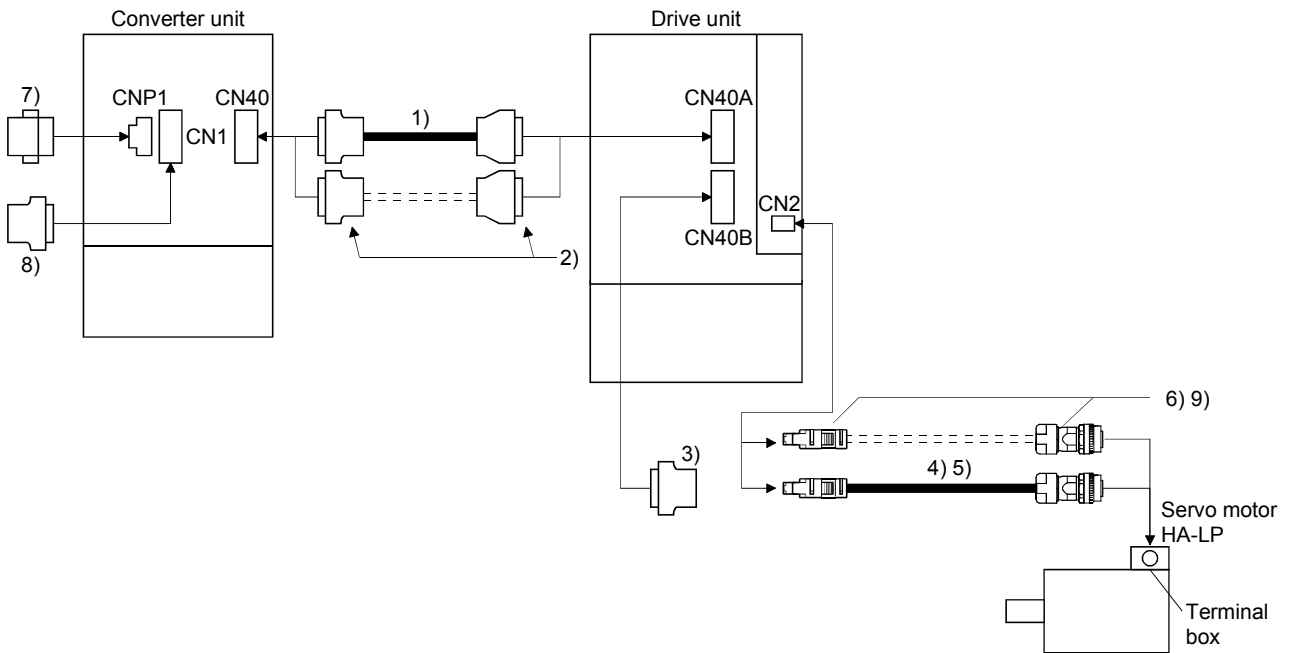 Converter unit
Drive unit
7)
CNP1
CN40
CN1
1)
CN40A
8)
2)
CN2
CN40B
6) 9)
3)
4) 5)
Servo motor
HA-LP
Terminal
box